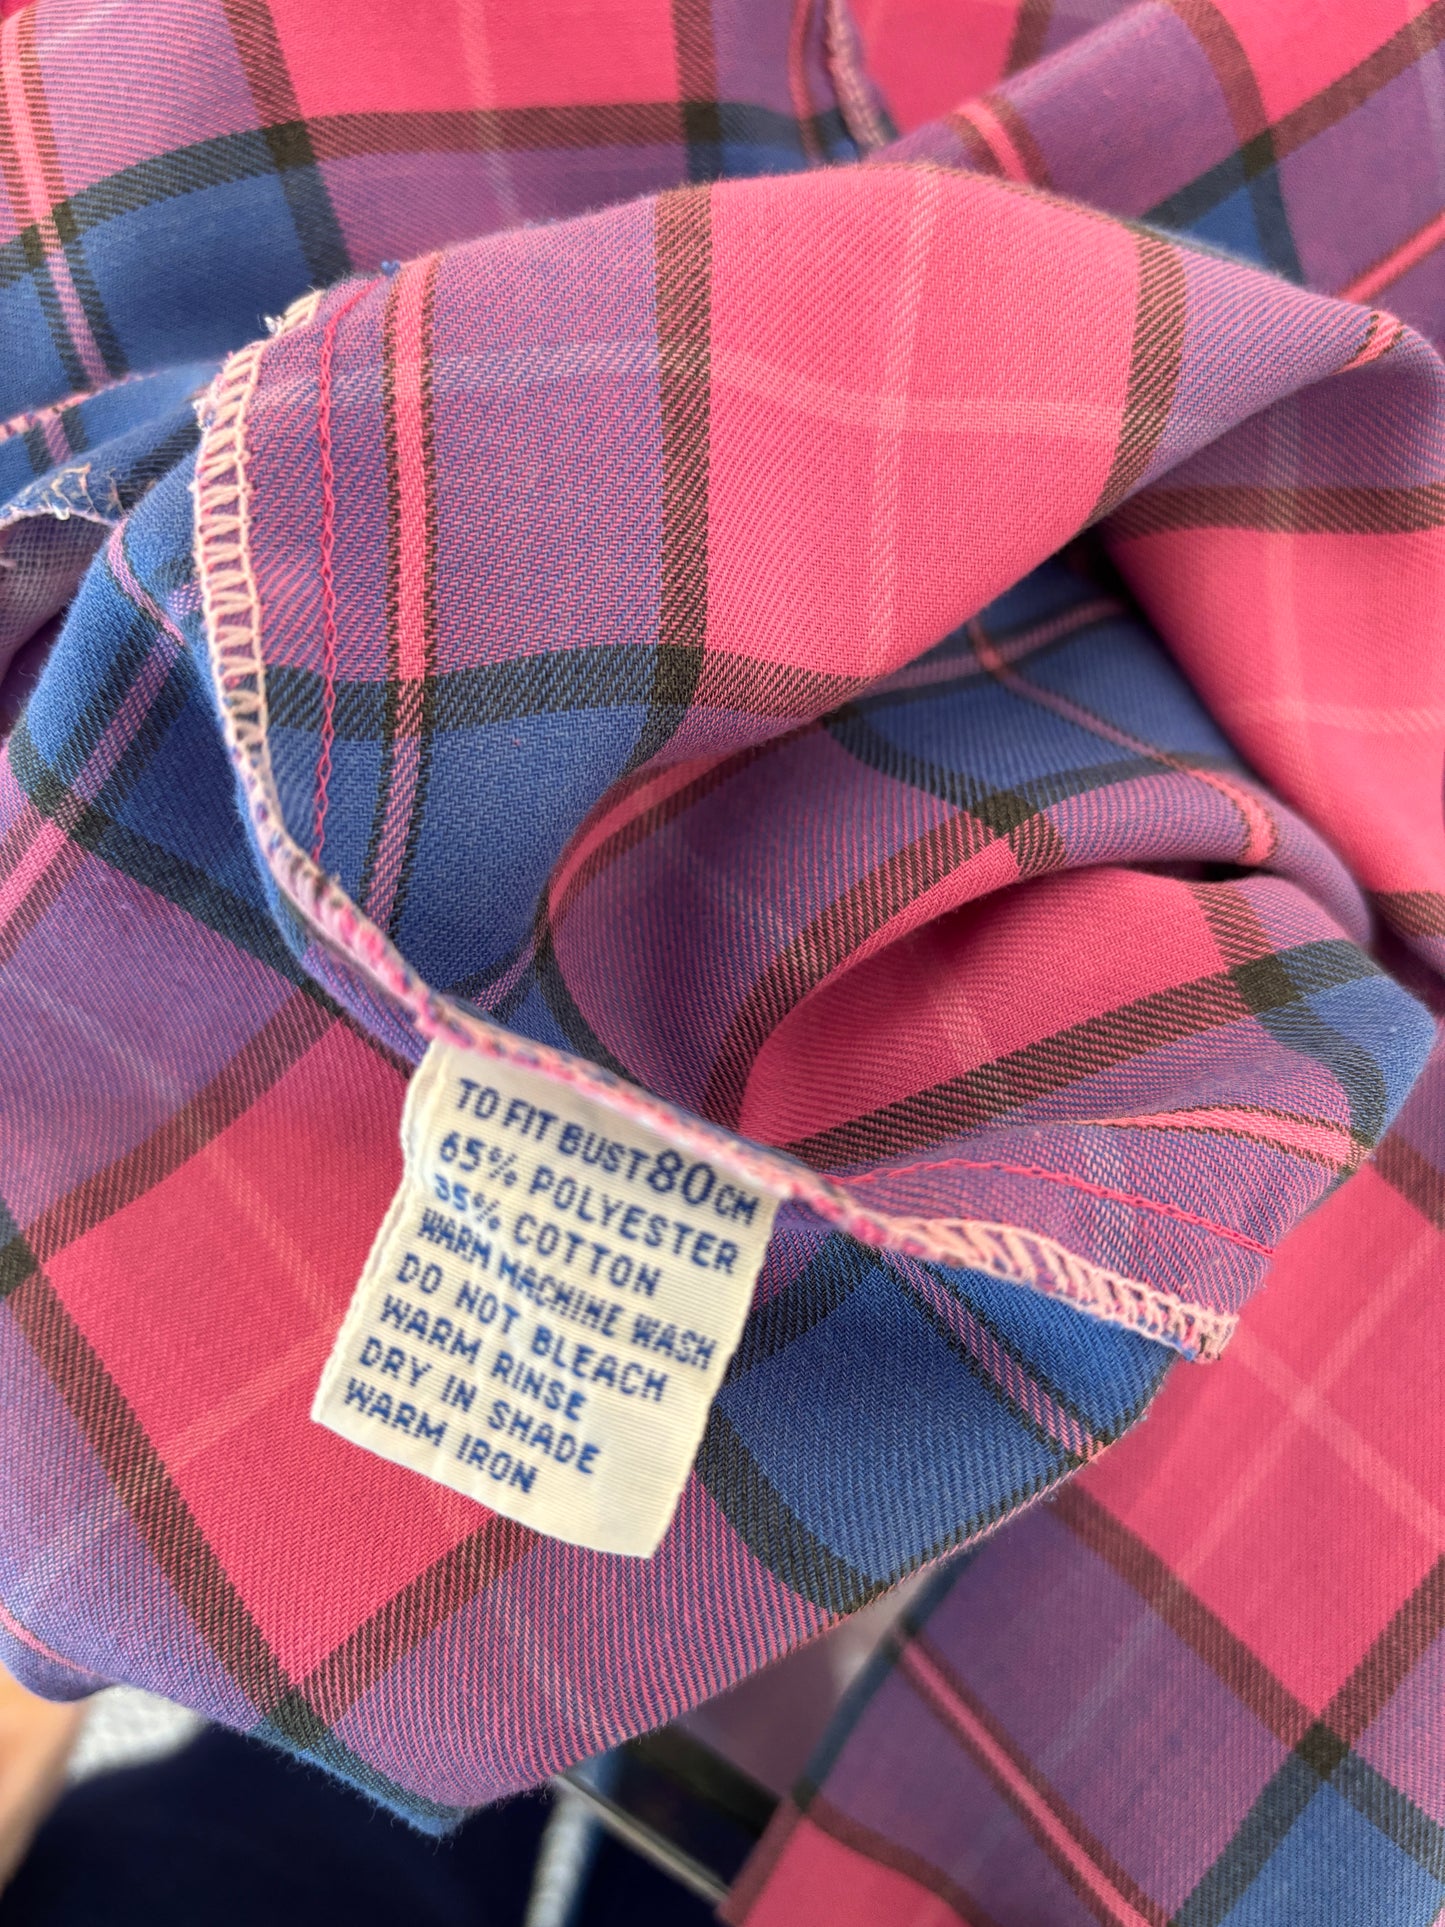 TO FIT BUST 80CM
65% POLYESTER
35% COTTON
WARM MACHINE WASH
DO NOT BLEACH
WARM RINSE
DRY IN SHADE
WARM IRON